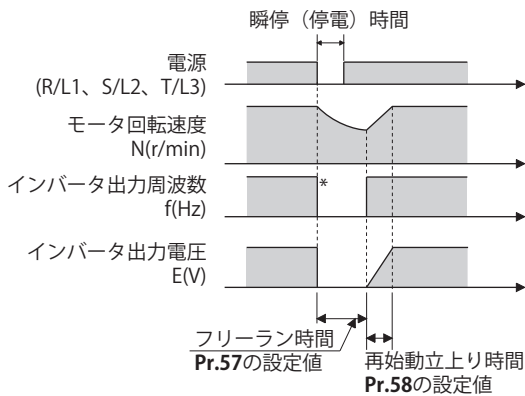 瞬停（停電）時間
電源
(R/L1、S/L2、T/L3)
モータ回転速度
N(r/min)
インバータ出力周波数
f(Hz)
*
インバータ出力電圧
E(V)
フリーラン時間
Pr.57の設定値
再始動立上り時間
Pr.58の設定値